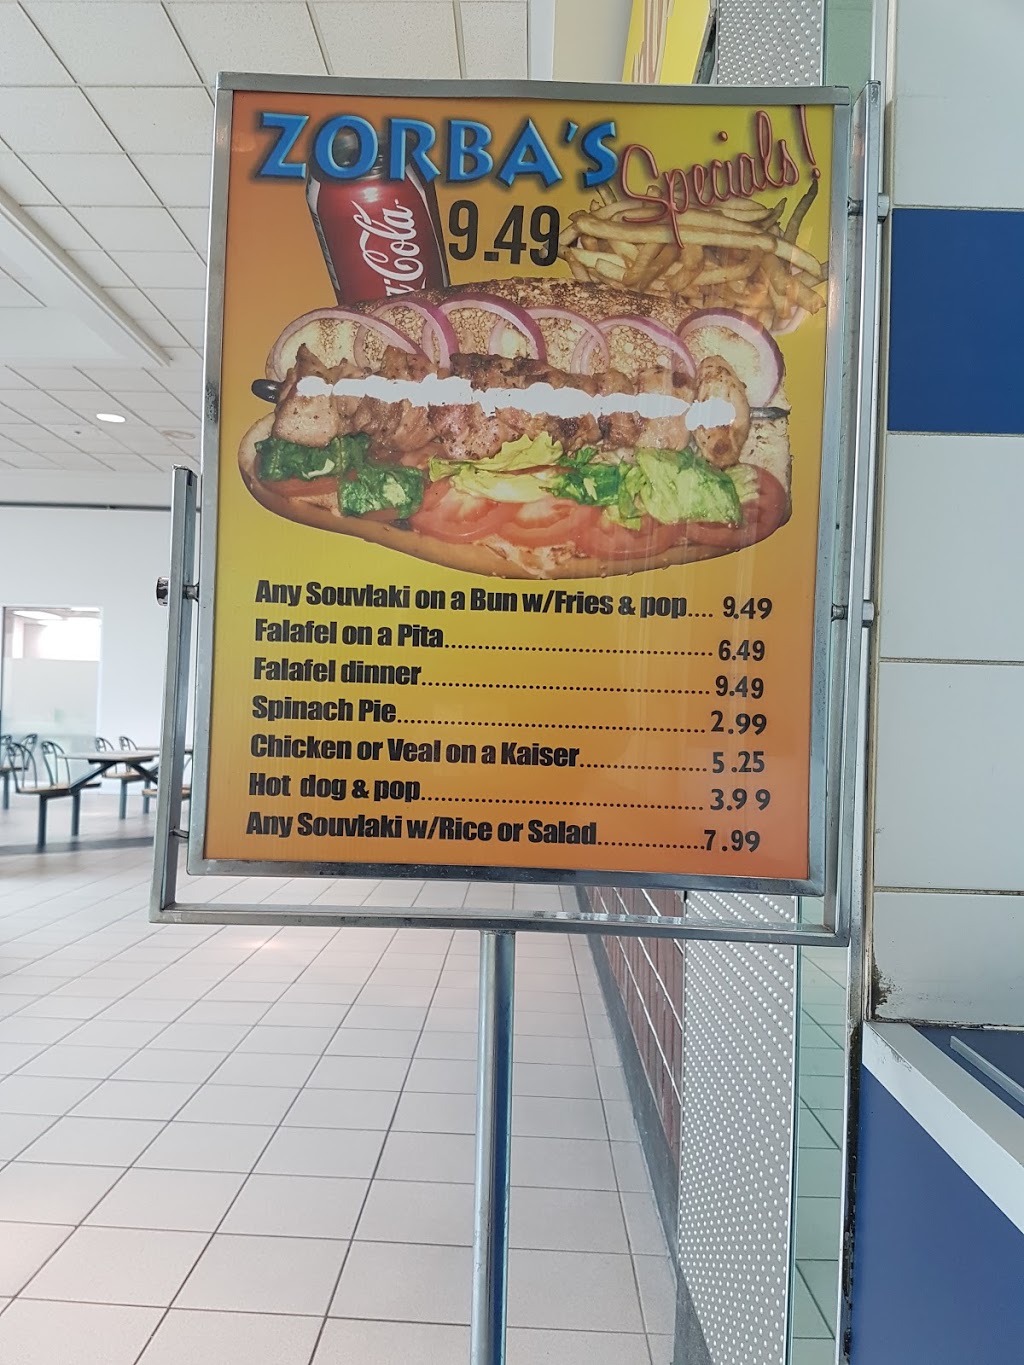 ZORBA'S Specials!
9.49
Coca-Cola
Any Souvlaki on a Bun w/Fries & pop.... 9.49
Falafel on a Pita................................................ 6.49
Falafel dinner.................................................... 9.49
Spinach Pie........................................................ 2.99
Chicken or Veal on a Kaiser....................... 5.25
Hot dog & pop.................................................. 3.99
Any Souvlaki w/Rice or Salad.................7.99